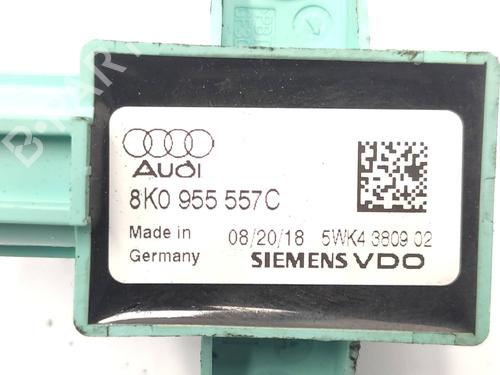 Audi
8K0 955 557C
Made in 08/20/18 5WK4 3809 02
Germany SIEMENS VDO